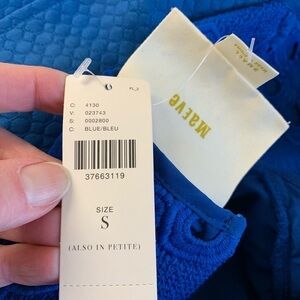 C: 4130
V: 023743
S: 0002800
C: BLUE/BLEU
37663119
SIZE
S
(ALSO IN PETITE)
Maeve